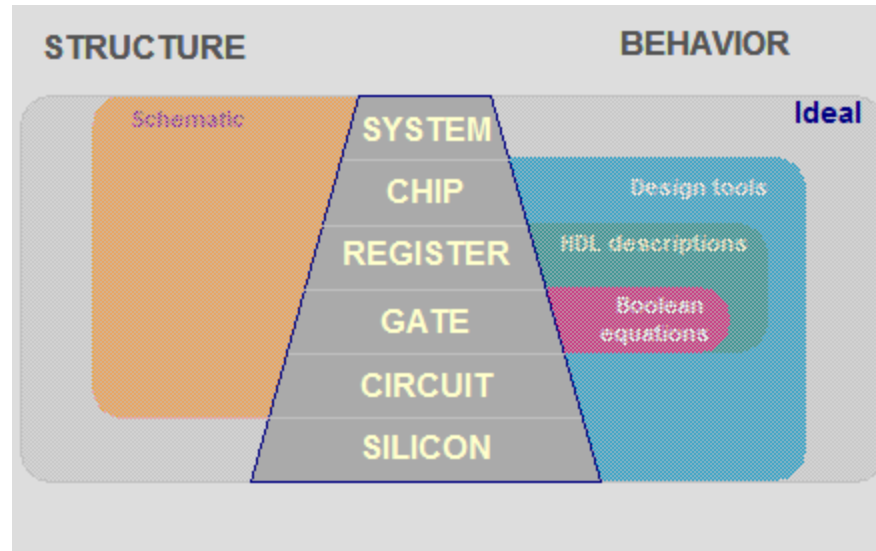 STRUCTURE
BEHAVIOR
Schematic
Ideal
SYSTEM
CHIP
Design tools
REGISTER
HDL descriptions
GATE
Boolean
equations
CIRCUIT
SILICON